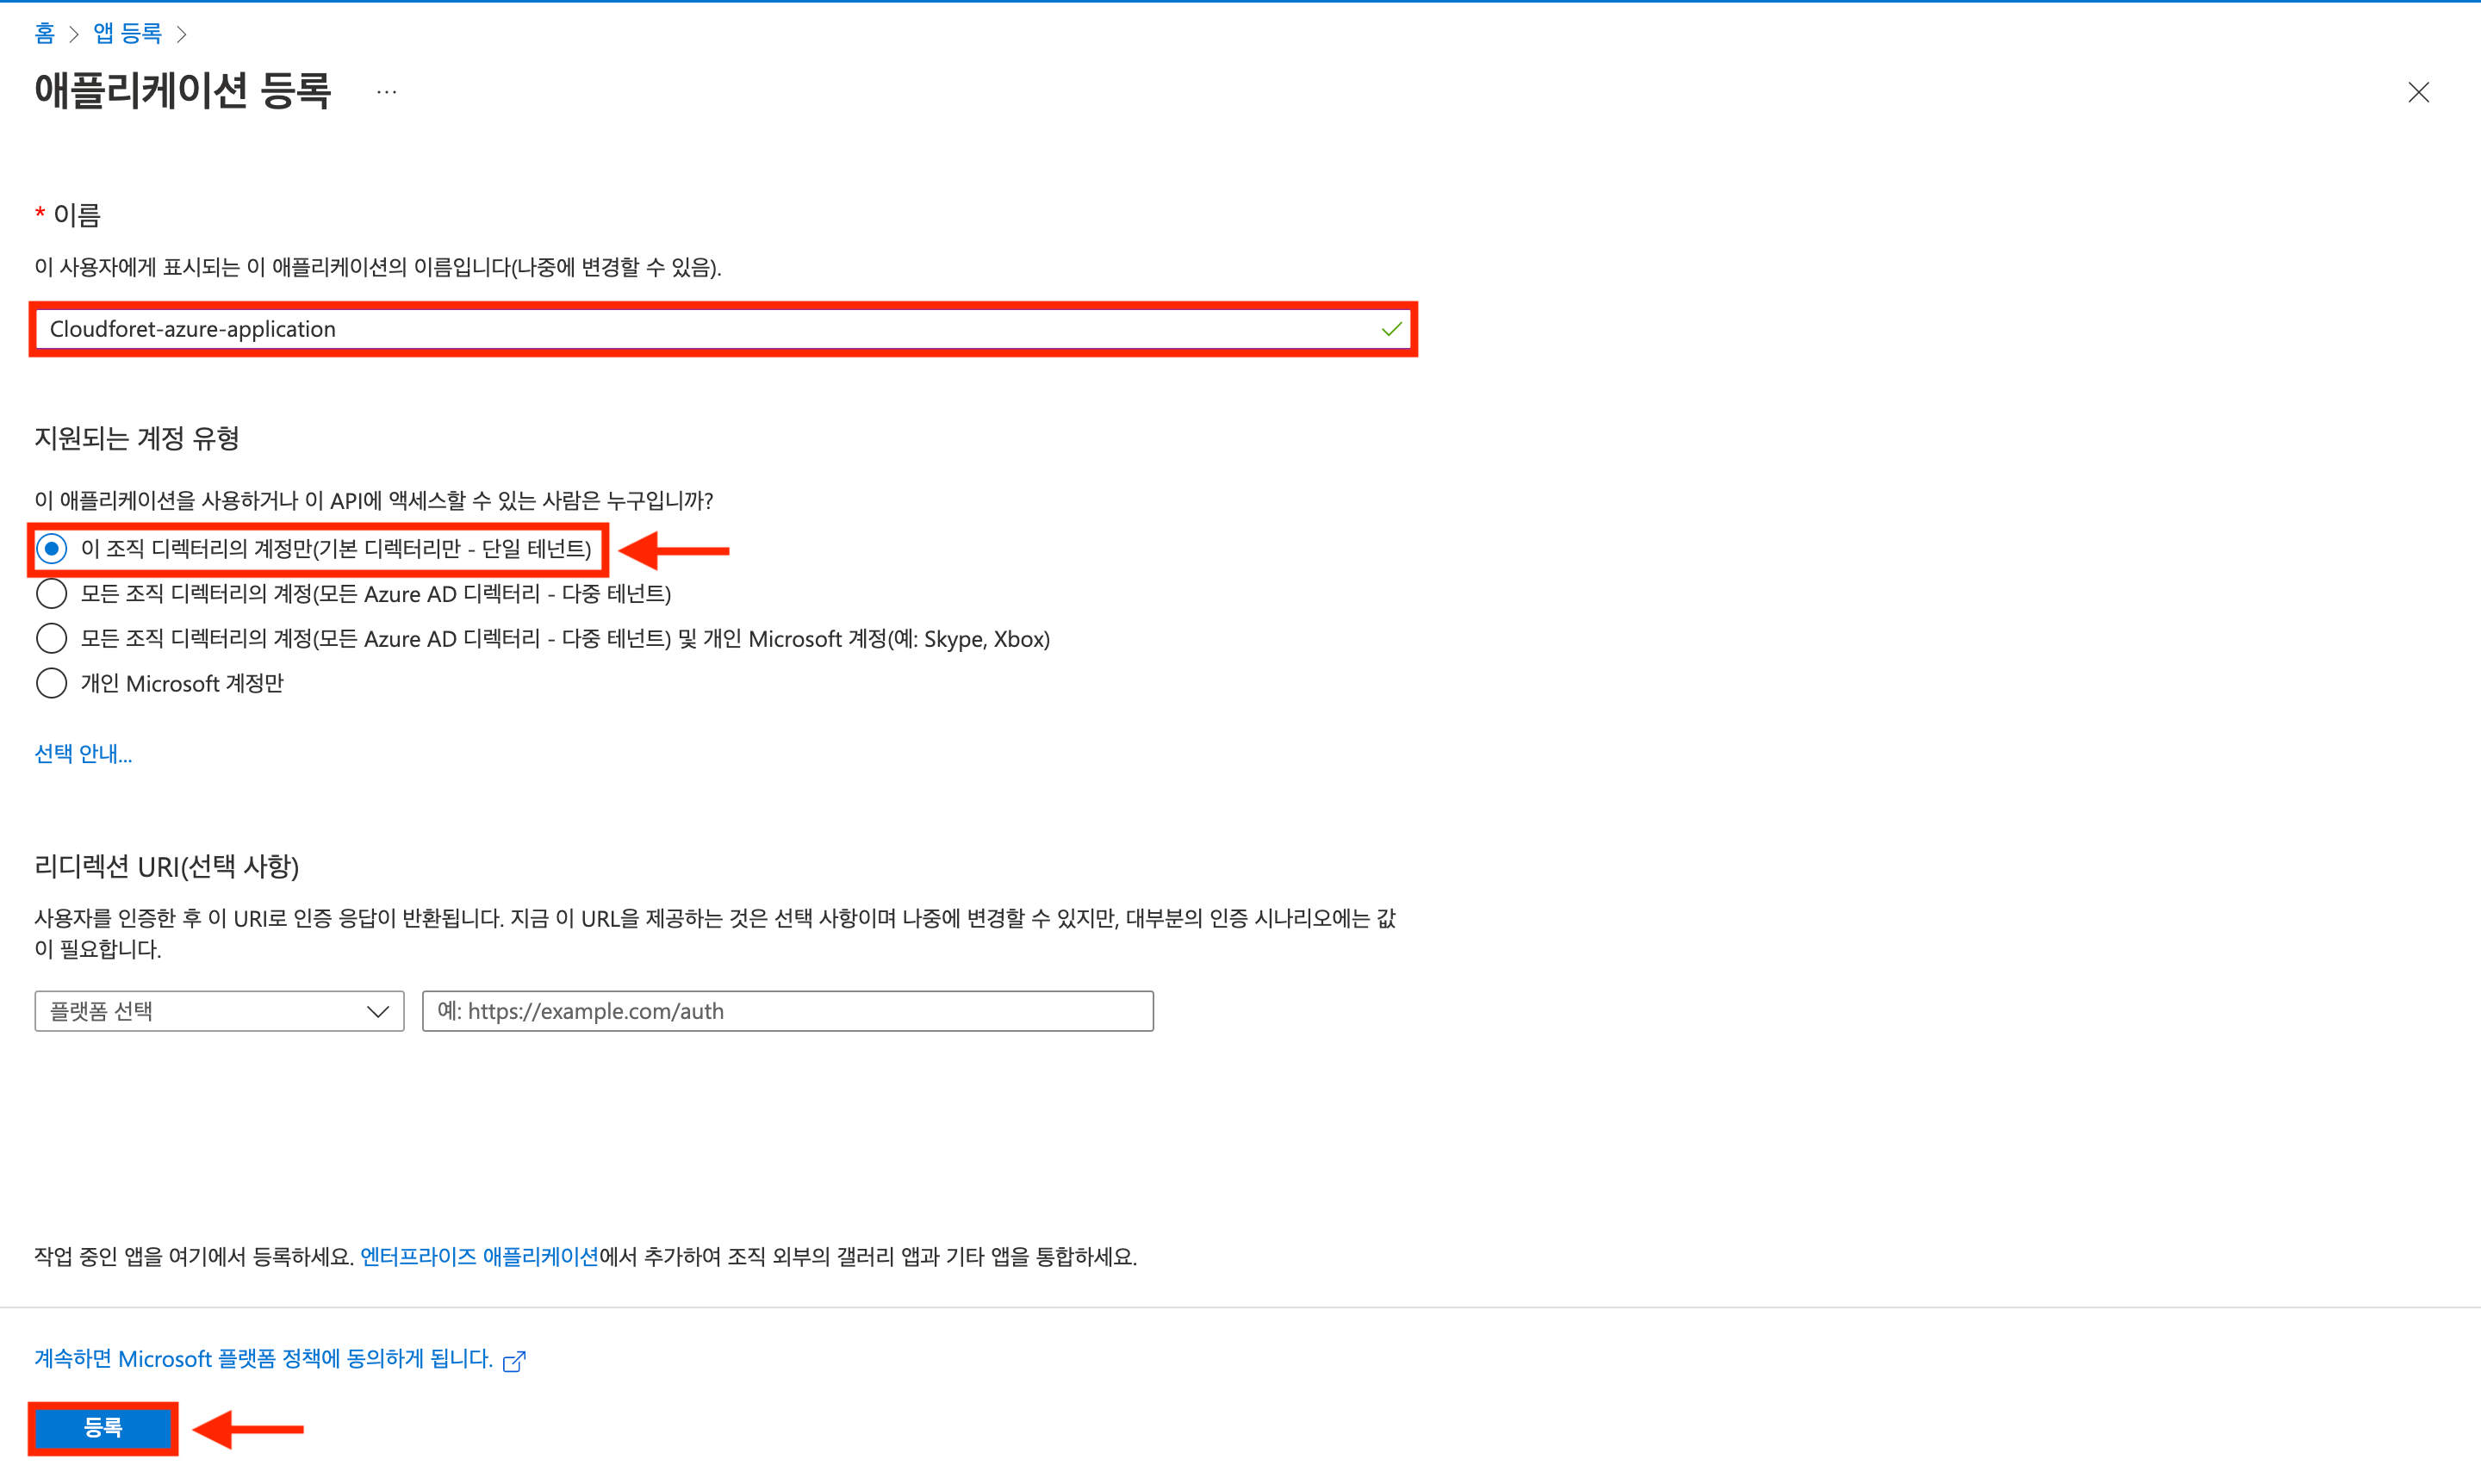 홈 > 앱 등록 >
애플리케이션 등록 ...
* 이름
이 사용자에게 표시되는 이 애플리케이션의 이름입니다(나중에 변경할 수 있음).
Cloudforet-azure-application
지원되는 계정 유형
이 애플리케이션을 사용하거나 이 API에 액세스할 수 있는 사람은 누구입니까?
이 조직 디렉터리의 계정만(기본 디렉터리만 - 단일 테넌트)
모든 조직 디렉터리의 계정(모든 Azure AD 디렉터리 - 다중 테넌트)
모든 조직 디렉터리의 계정(모든 Azure AD 디렉터리 - 다중 테넌트) 및 개인 Microsoft 계정(예: Skype, Xbox)
개인 Microsoft 계정만
선택 안내...
리디렉션 URI(선택 사항)
사용자를 인증한 후 이 URI로 인증 응답이 반환됩니다. 지금 이 URL을 제공하는 것은 선택 사항이며 나중에 변경할 수 있지만, 대부분의 인증 시나리오에는 값
이 필요합니다.
플랫폼 선택 예: https://example.com/auth
작업 중인 앱을 여기에서 등록하세요. 엔터프라이즈 애플리케이션에서 추가하여 조직 외부의 갤러리 앱과 기타 앱을 통합하세요.
계속하면 Microsoft 플랫폼 정책에 동의하게 됩니다.
등록